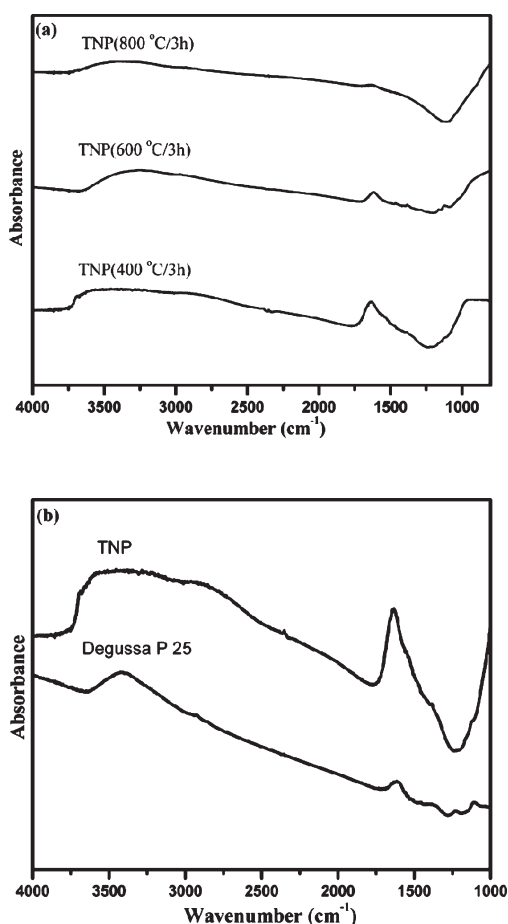 (a)
TNP(800 °C/3h)
TNP(600 °C/3h)
TNP(400 °C/3h)
Absorbance
4000 3500 3000 2500 2000 1500 1000
Wavenumber (cm⁻¹)
(b)
TNP
Degussa P 25
Absorbance
4000 3500 3000 2500 2000 1500 1000
Wavenumber (cm⁻¹)